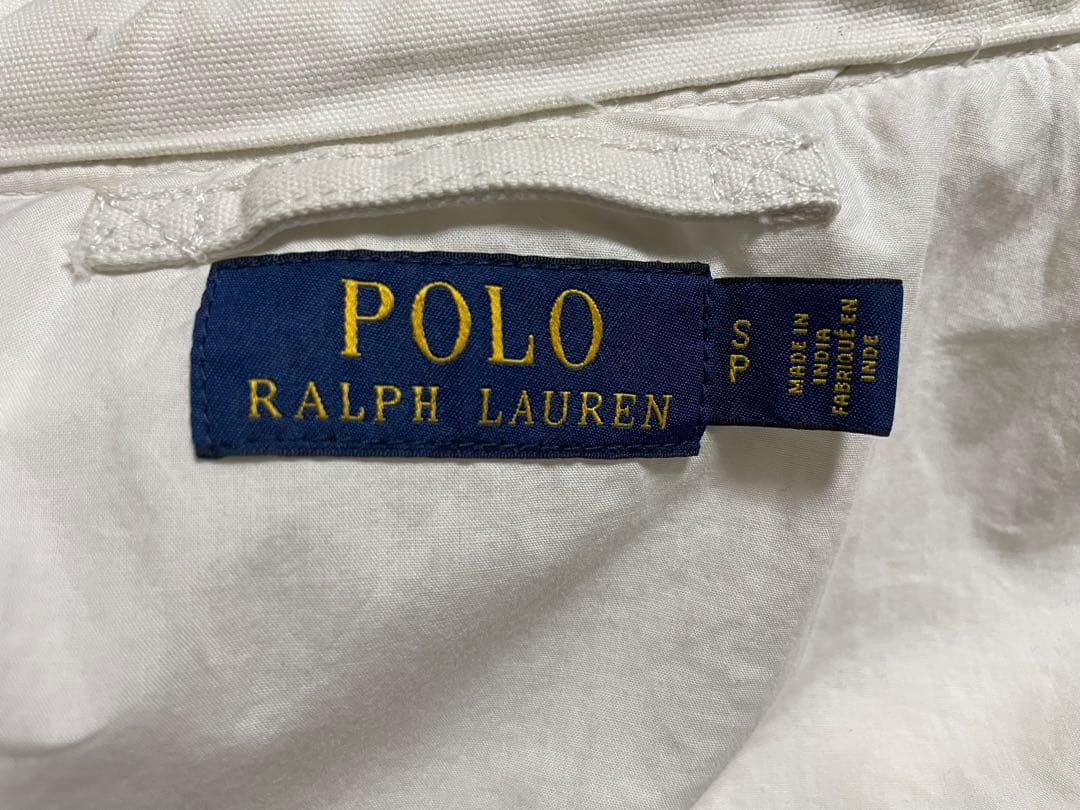 POLO
RALPH LAUREN
S
P
MADE IN
INDIA
FABRIQUÉ EN
INDE